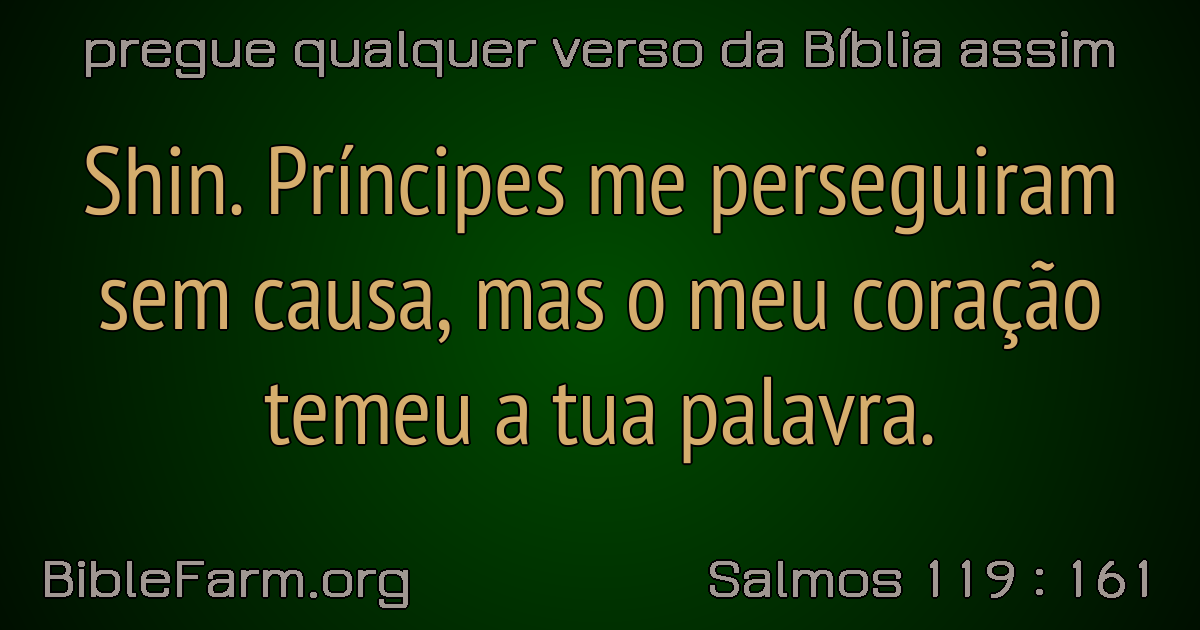 pregue qualquer verso da Bíblia assim
Shin. Príncipes me perseguiram
sem causa, mas o meu coração
temeu a tua palavra.
BibleFarm.org
Salmos 119 : 161